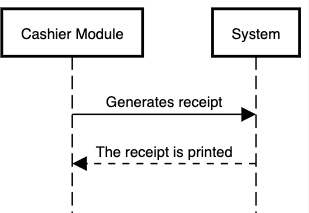 Cashier Module
System
Generates receipt
The receipt is printed